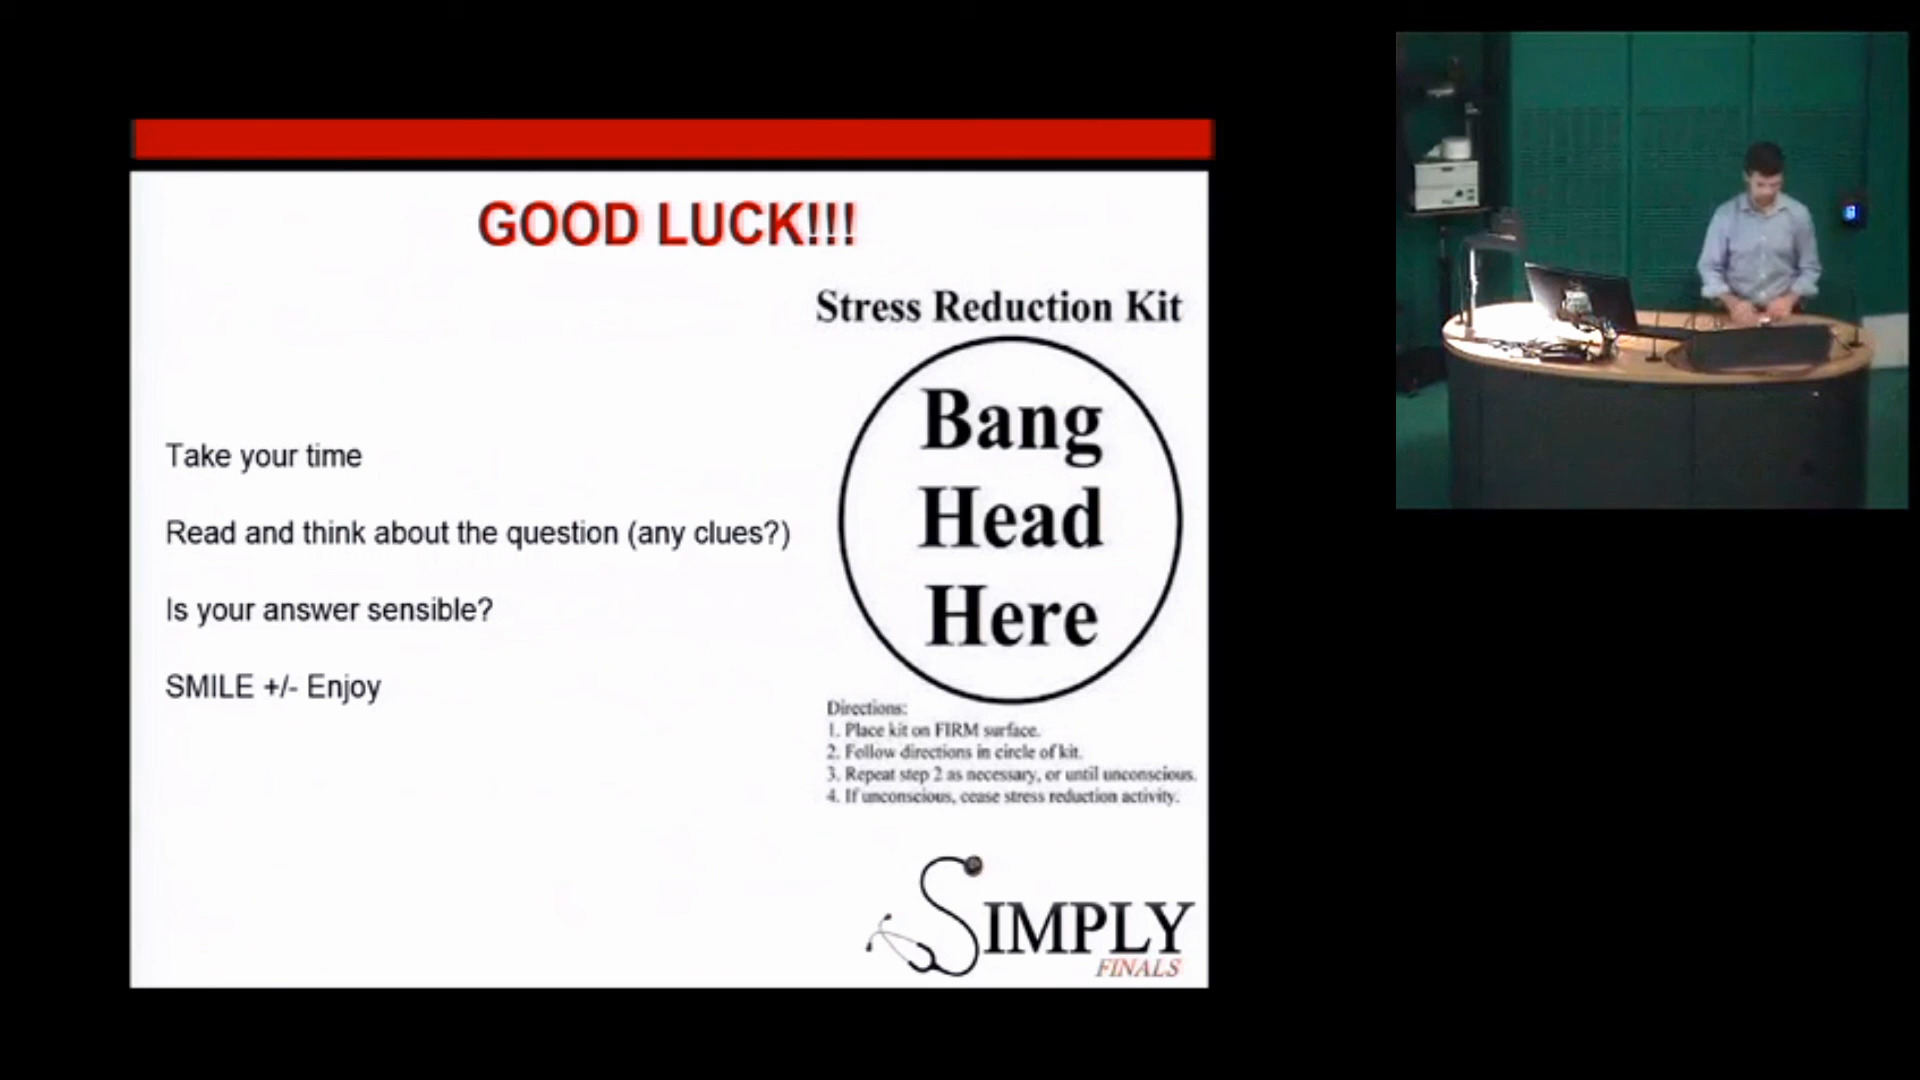 GOOD LUCK!!!
Take your time
Read and think about the question (any clues?)
Is your answer sensible?
SMILE +/- Enjoy
Stress Reduction Kit
Bang
Head
Here
Directions:
1. Place kit on FIRM surface.
2. Follow directions in circle of kit.
3. Repeat step 2 as necessary, or until unconscious.
4. If unconscious, cease stress reduction activity.
SIMPLY
FINALS